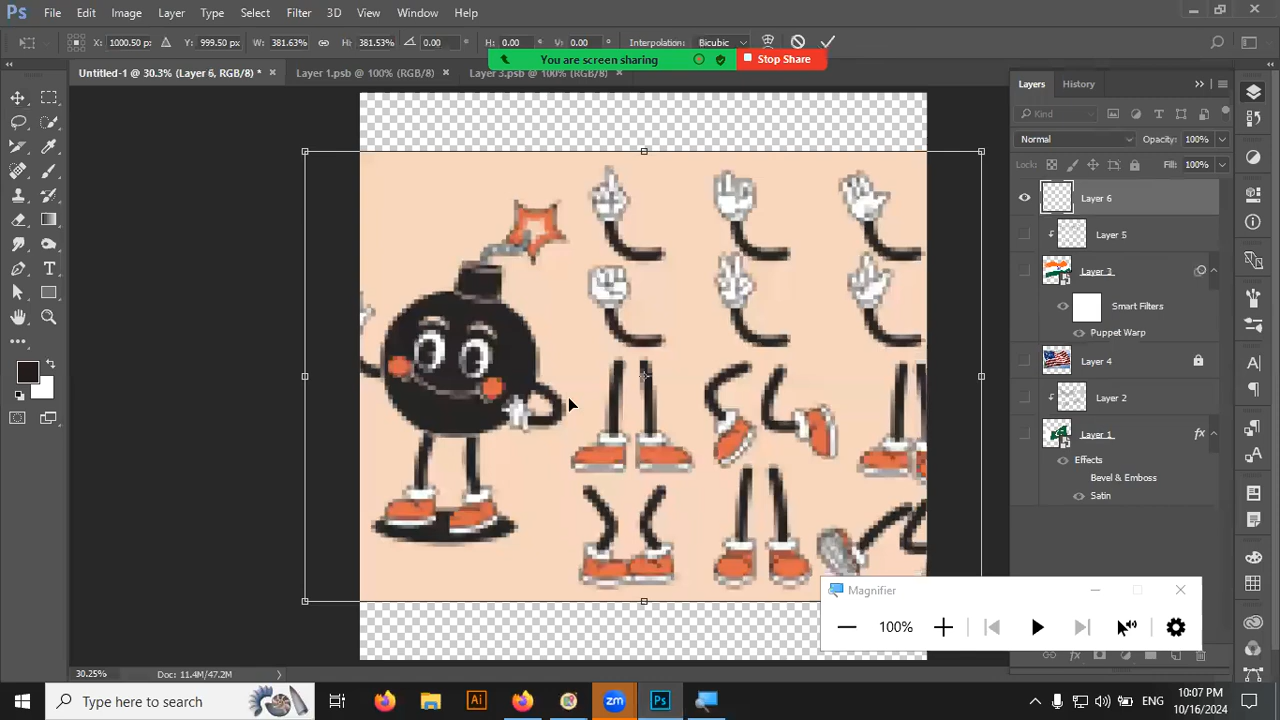 Ps File Edit Image Layer Type Select Filter 3D View Window Help
X: 1000.50 px Y: 999.50 px W: 381.63% H: 381.53% 0.00 H: 0.00 V: 0.00 Interpolation: Bicubic
You are screen sharing Stop Share
Untitled-1 @ 30.3% (Layer 6, RGB/8) * Layer 1.psb @ 100% (RGB/8) Layer 3.psb @ 100% (RGB/8)
Layers History
Kind
Normal Opacity: 100%
Lock: Fill: 100%
Layer 6
Layer 5
Layer 3
Smart Filters
Puppet Warp
Layer 4
Layer 2
Layer 1 fx
Effects
Bevel & Emboss
Satin
Magnifier
100%
30.25% Doc: 11.4M/47.2M
Type here to search
Ai zm Ps
ENG
10:07 PM
10/16/2024